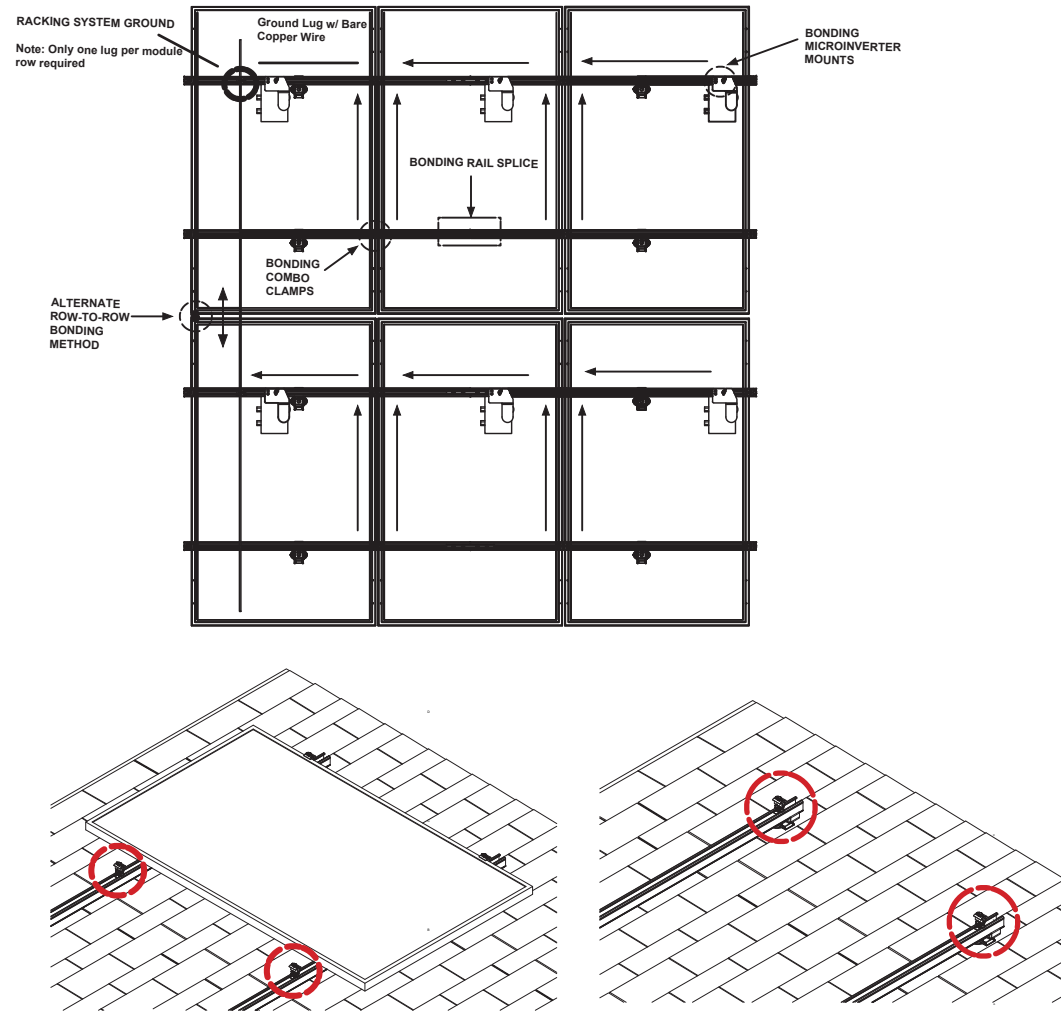 RACKING SYSTEM GROUND
Note: Only one lug per module
row required
Ground Lug w/ Bare
Copper Wire
BONDING
MICROINVERTER
MOUNTS
BONDING RAIL SPLICE
BONDING
COMBO
CLAMPS
ALTERNATE
ROW-TO-ROW
BONDING
METHOD